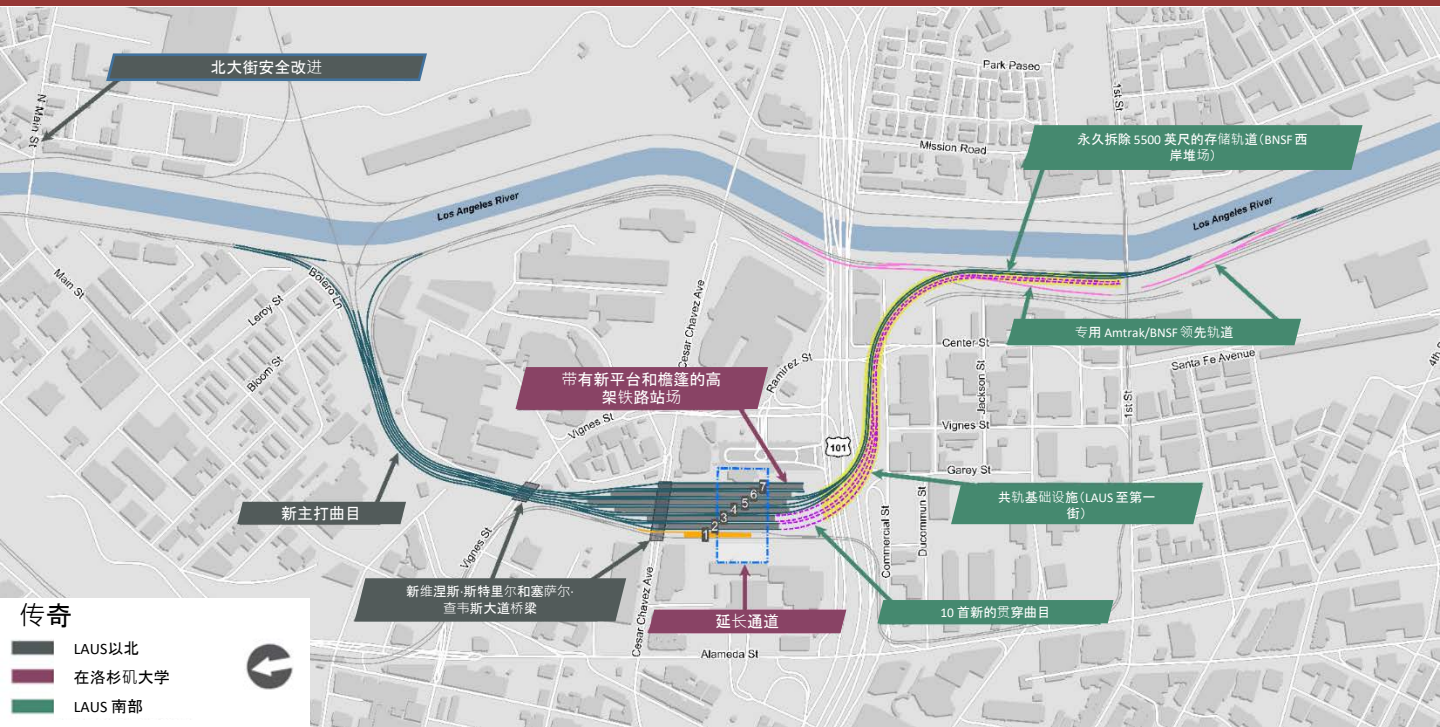 北大街安全改进
Park Paseo
1st St
N Main St
永久拆除 5500 英尺的存储轨道(BNSF 西
岸堆场)
Mission Road
Los Angeles River
Los Angeles River
Main St
Bolero Ln
Leroy St
Bloom St
Cesar Chavez Ave
专用 Amtrak/BNSF 领先轨道
Center St
Santa Fe Avenue
4th
Ramirez St
带有新平台和檐篷的高
架铁路站场
Jackson St
1st St
Vignes St
Vignes St
101
Garey St
共轨基础设施(LAUS 至第一
街)
新主打曲目
7
6
5
4
3
2
1
Commercial St
Ducommun St
Vignes St
新维涅斯·斯特里尔和塞萨尔·
查韦斯大道桥梁
Cesar Chavez Ave
延长通道
10 首新的贯穿曲目
Alameda St
传奇
LAUS以北
在洛杉矶大学
LAUS 南部